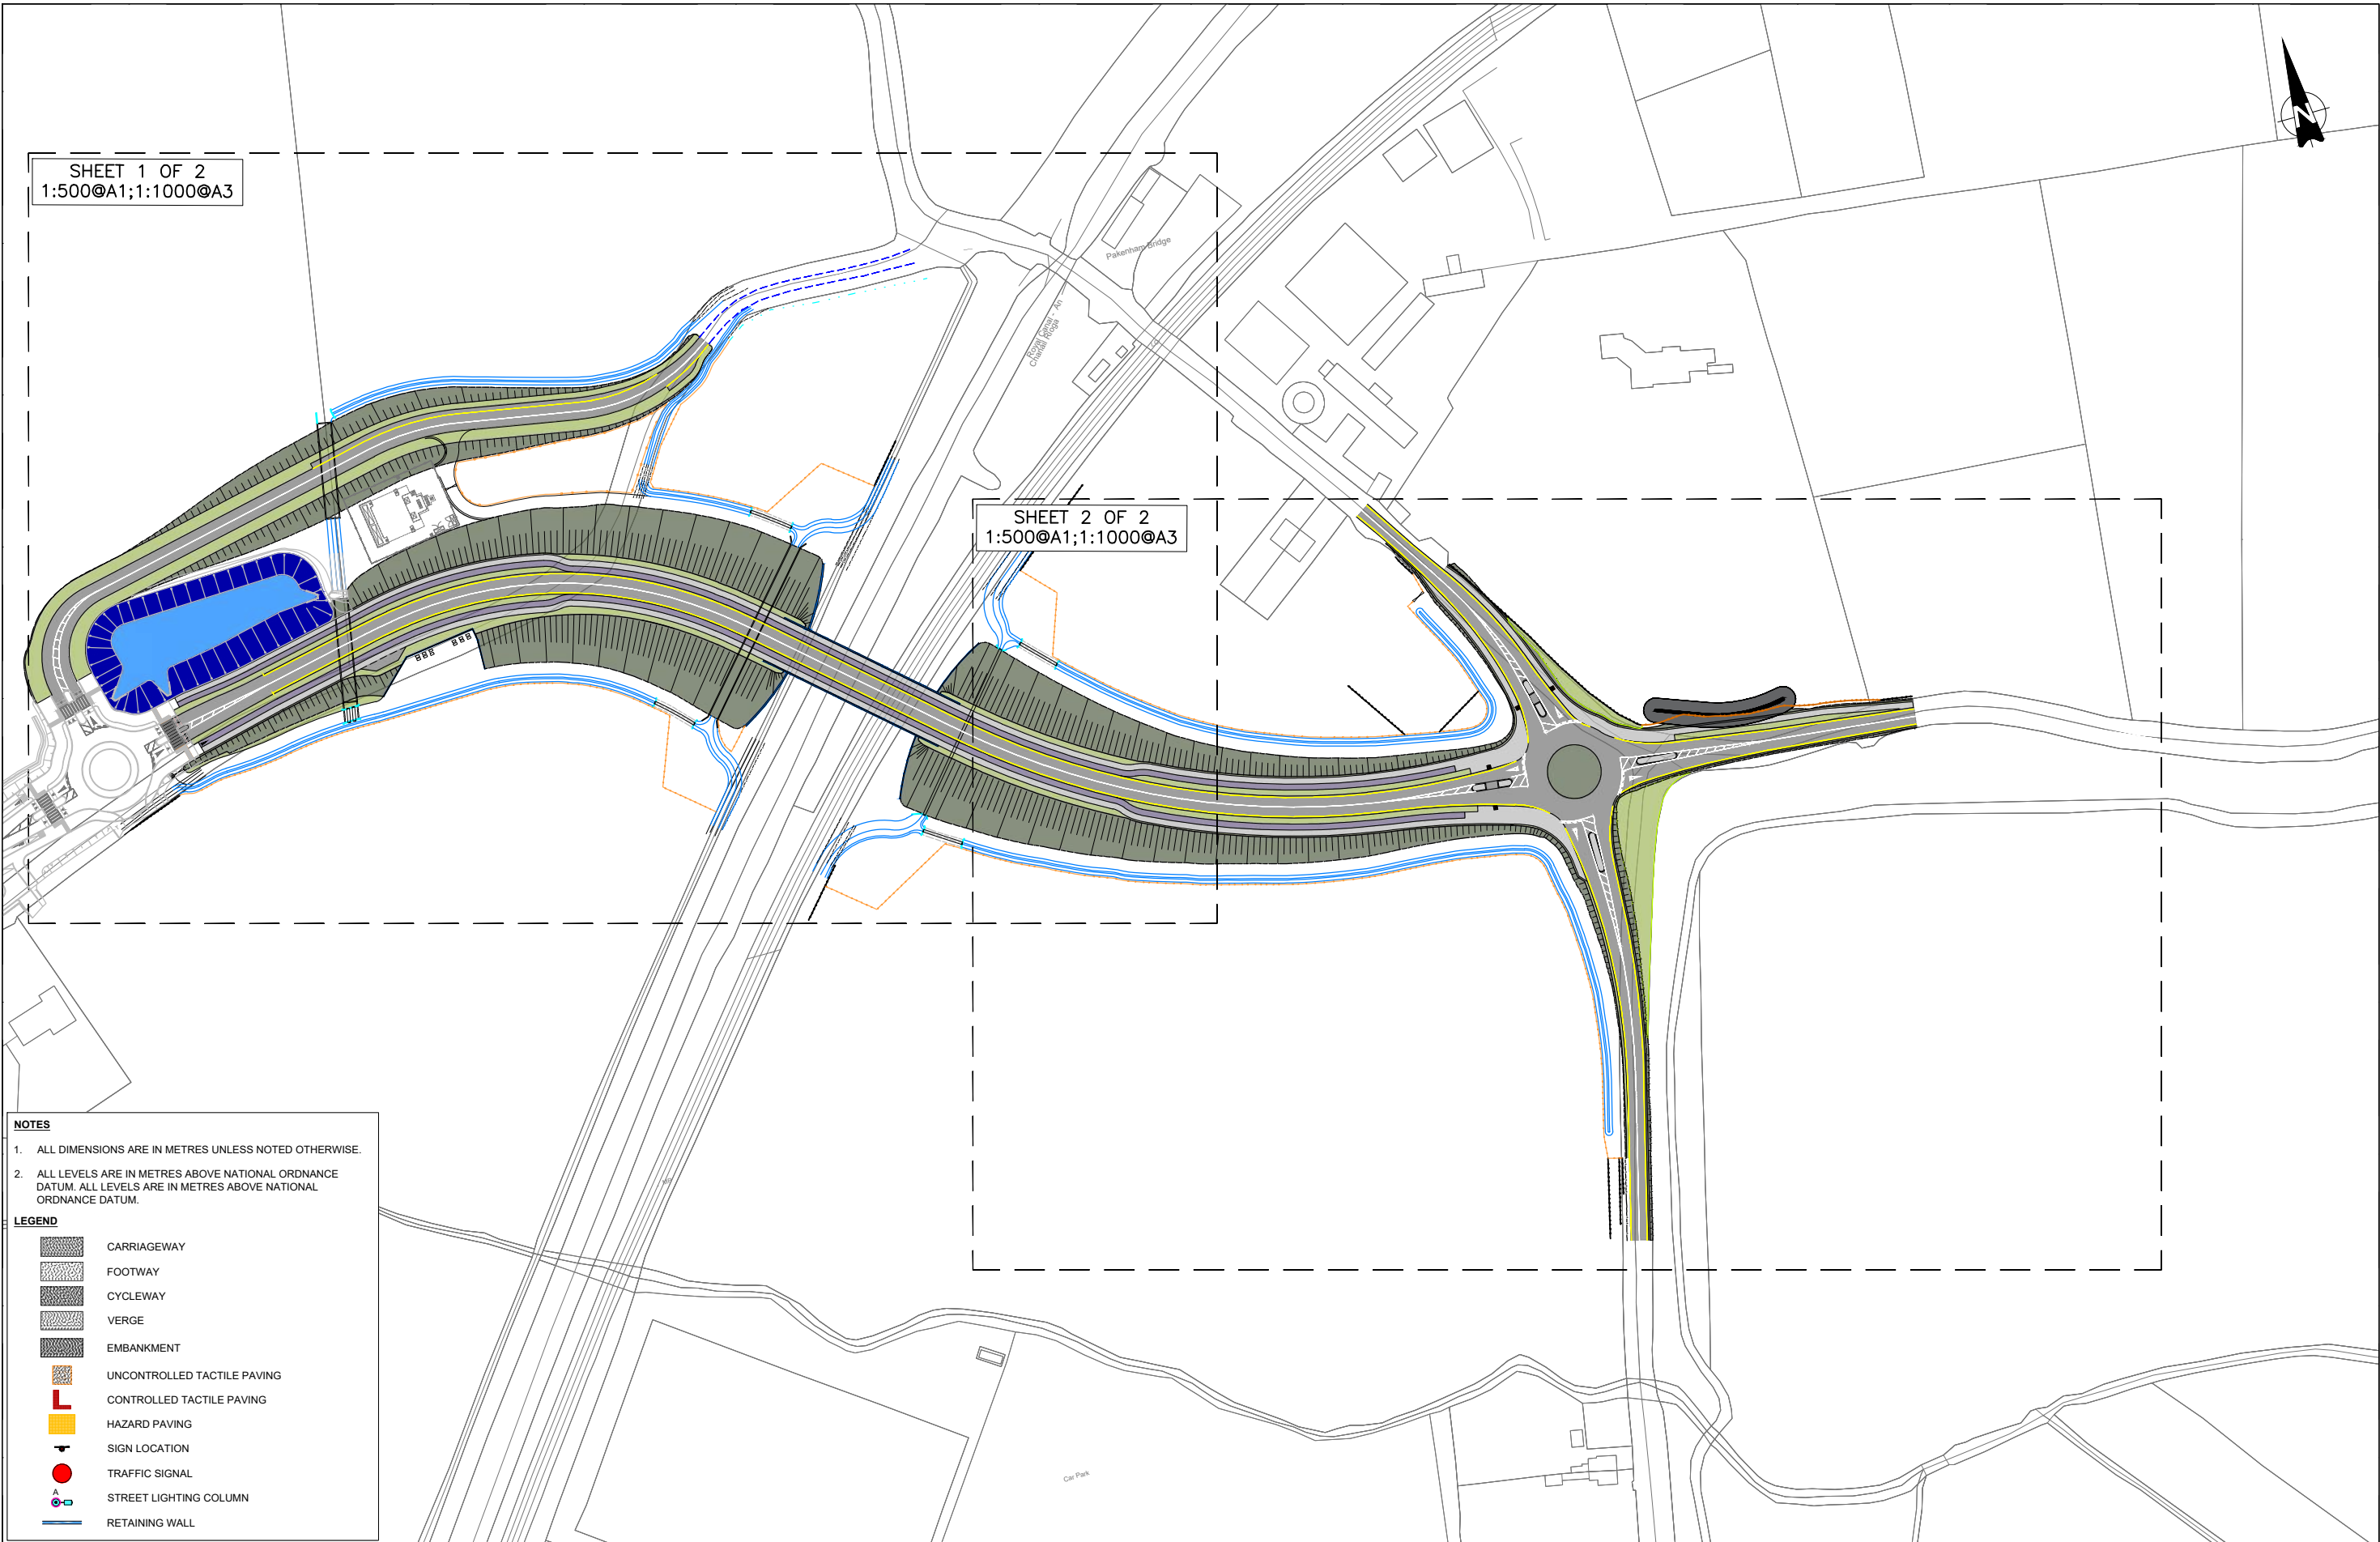 SHEET 1 OF 2
1:500@A1;1:1000@A3
N
Pakenham Bridge
Royal Canal - An
Chanáil Ríoga
SHEET 2 OF 2
1:500@A1;1:1000@A3
NOTES
1. ALL DIMENSIONS ARE IN METRES UNLESS NOTED OTHERWISE.
2. ALL LEVELS ARE IN METRES ABOVE NATIONAL ORDNANCE
DATUM. ALL LEVELS ARE IN METRES ABOVE NATIONAL
ORDNANCE DATUM.
LEGEND
CARRIAGEWAY
FOOTWAY
CYCLEWAY
VERGE
EMBANKMENT
UNCONTROLLED TACTILE PAVING
CONTROLLED TACTILE PAVING
HAZARD PAVING
SIGN LOCATION
TRAFFIC SIGNAL
A
STREET LIGHTING COLUMN
RETAINING WALL
Car Park